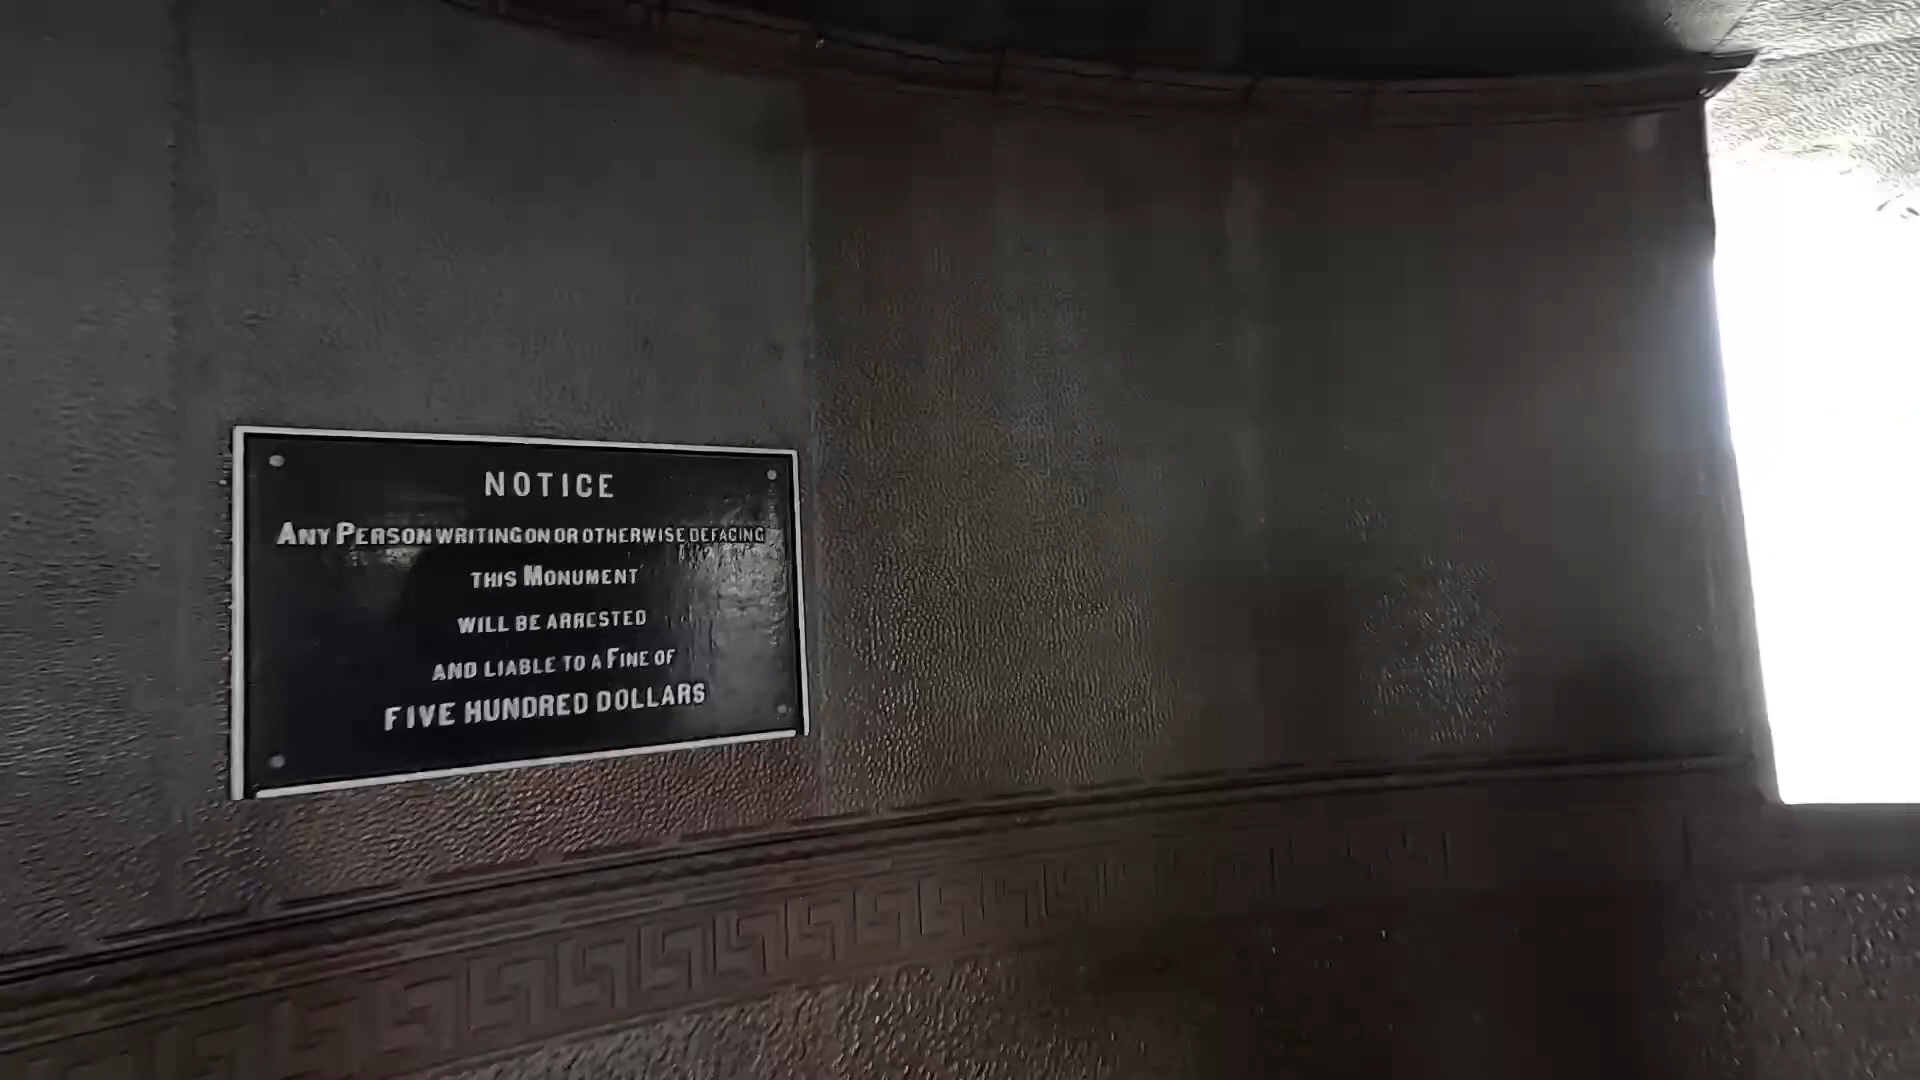 NOTICE
ANY PERSON WRITING ON OR OTHERWISE DEFACING
THIS MONUMENT
WILL BE ARRESTED
AND LIABLE TO A FINE OF
FIVE HUNDRED DOLLARS